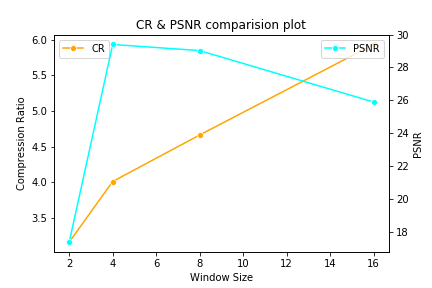 CR & PSNR comparision plot
CR
PSNR
6.0
5.5
5.0
4.5
4.0
3.5
Compression Ratio
30
28
26
24
22
20
18
PSNR
2 4 6 8 10 12 14 16
Window Size